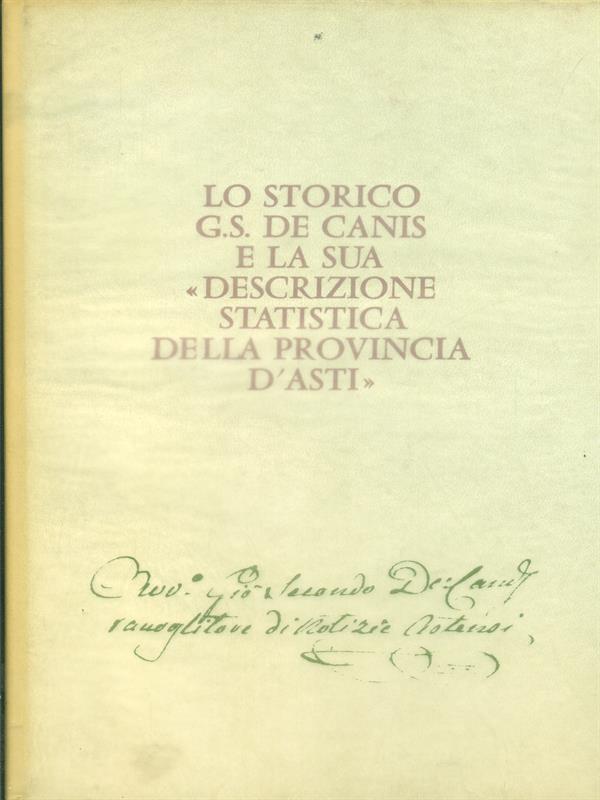 LO STORICO
G.S. DE CANIS
E LA SUA
«DESCRIZIONE
STATISTICA
DELLA PROVINCIA
D'ASTI»
Avv.º Gio Secondo De Canis
raccoglitore di Notizie Astensi